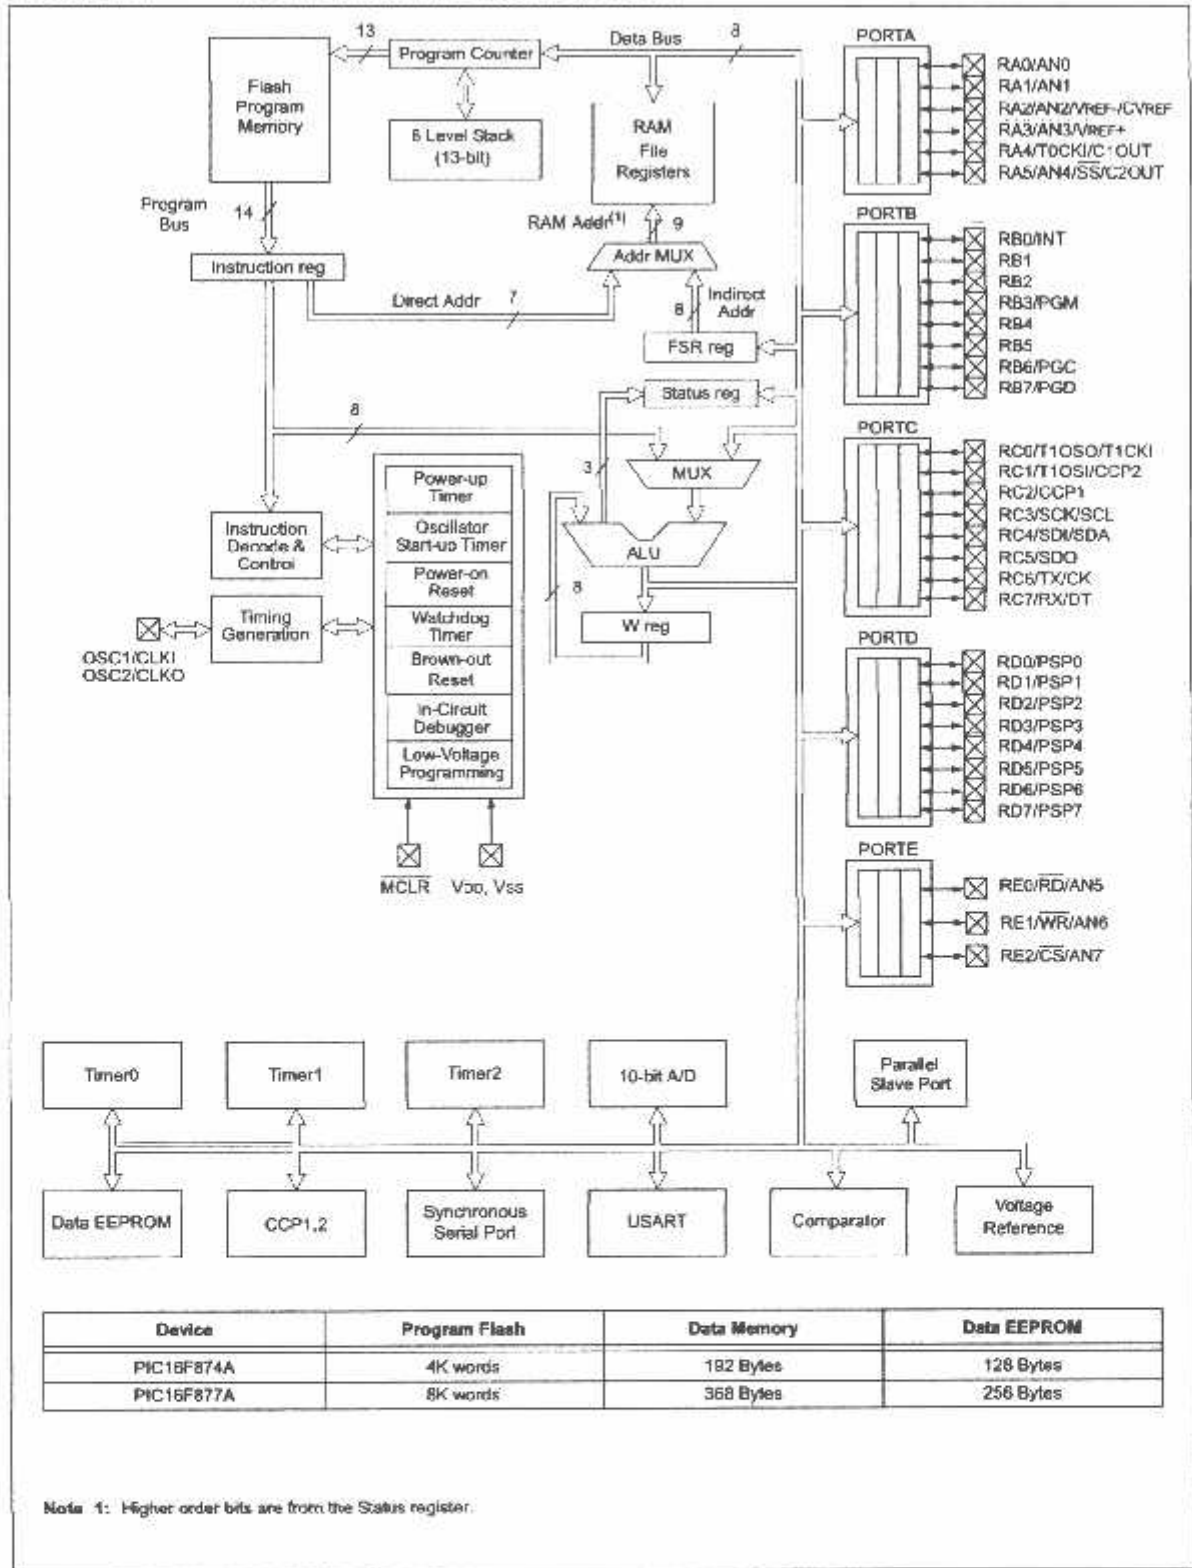 13
Data Bus
8
PORTA
Program Counter
Flash
Program
Memory
8 Level Stack
(13-bit)
RAM
File
Registers
RA0/AN0
RA1/AN1
RA2/AN2/VREF-/CVREF
RA3/AN3/VREF+
RA4/T0CKI/C1OUT
RA5/AN4/SS/C2OUT
Program
Bus
14
RAM Addr(1)
9
PORTB
Instruction reg
Addr MUX
Direct Addr
7
8
Indirect
Addr
FSR reg
RB0/INT
RB1
RB2
RB3/PGM
RB4
RB5
RB6/PGC
RB7/PGD
Status reg
8
3
MUX
PORTC
RC0/T1OSO/T1CKI
RC1/T1OSI/CCP2
RC2/CCP1
RC3/SCK/SCL
RC4/SDI/SDA
RC5/SDO
RC6/TX/CK
RC7/RX/DT
Power-up
Timer
Instruction
Decode &
Control
Oscillator
Start-up Timer
ALU
Power-on
Reset
8
Timing
Generation
Watchdog
Timer
W reg
OSC1/CLKI
OSC2/CLKO
Brown-out
Reset
In-Circuit
Debugger
Low-Voltage
Programming
PORTD
RD0/PSP0
RD1/PSP1
RD2/PSP2
RD3/PSP3
RD4/PSP4
RD5/PSP5
RD6/PSP6
RD7/PSP7
MCLR
VDD, VSS
PORTE
RE0/RD/AN5
RE1/WR/AN6
RE2/CS/AN7
Timer0
Timer1
Timer2
10-bit A/D
Parallel
Slave Port
Data EEPROM
CCP1,2
Synchronous
Serial Port
USART
Comparator
Voltage
Reference
Device Program Flash Data Memory Data EEPROM
PIC16F874A 4K words 192 Bytes 128 Bytes
PIC16F877A 8K words 368 Bytes 256 Bytes
Note 1: Higher order bits are from the Status register.